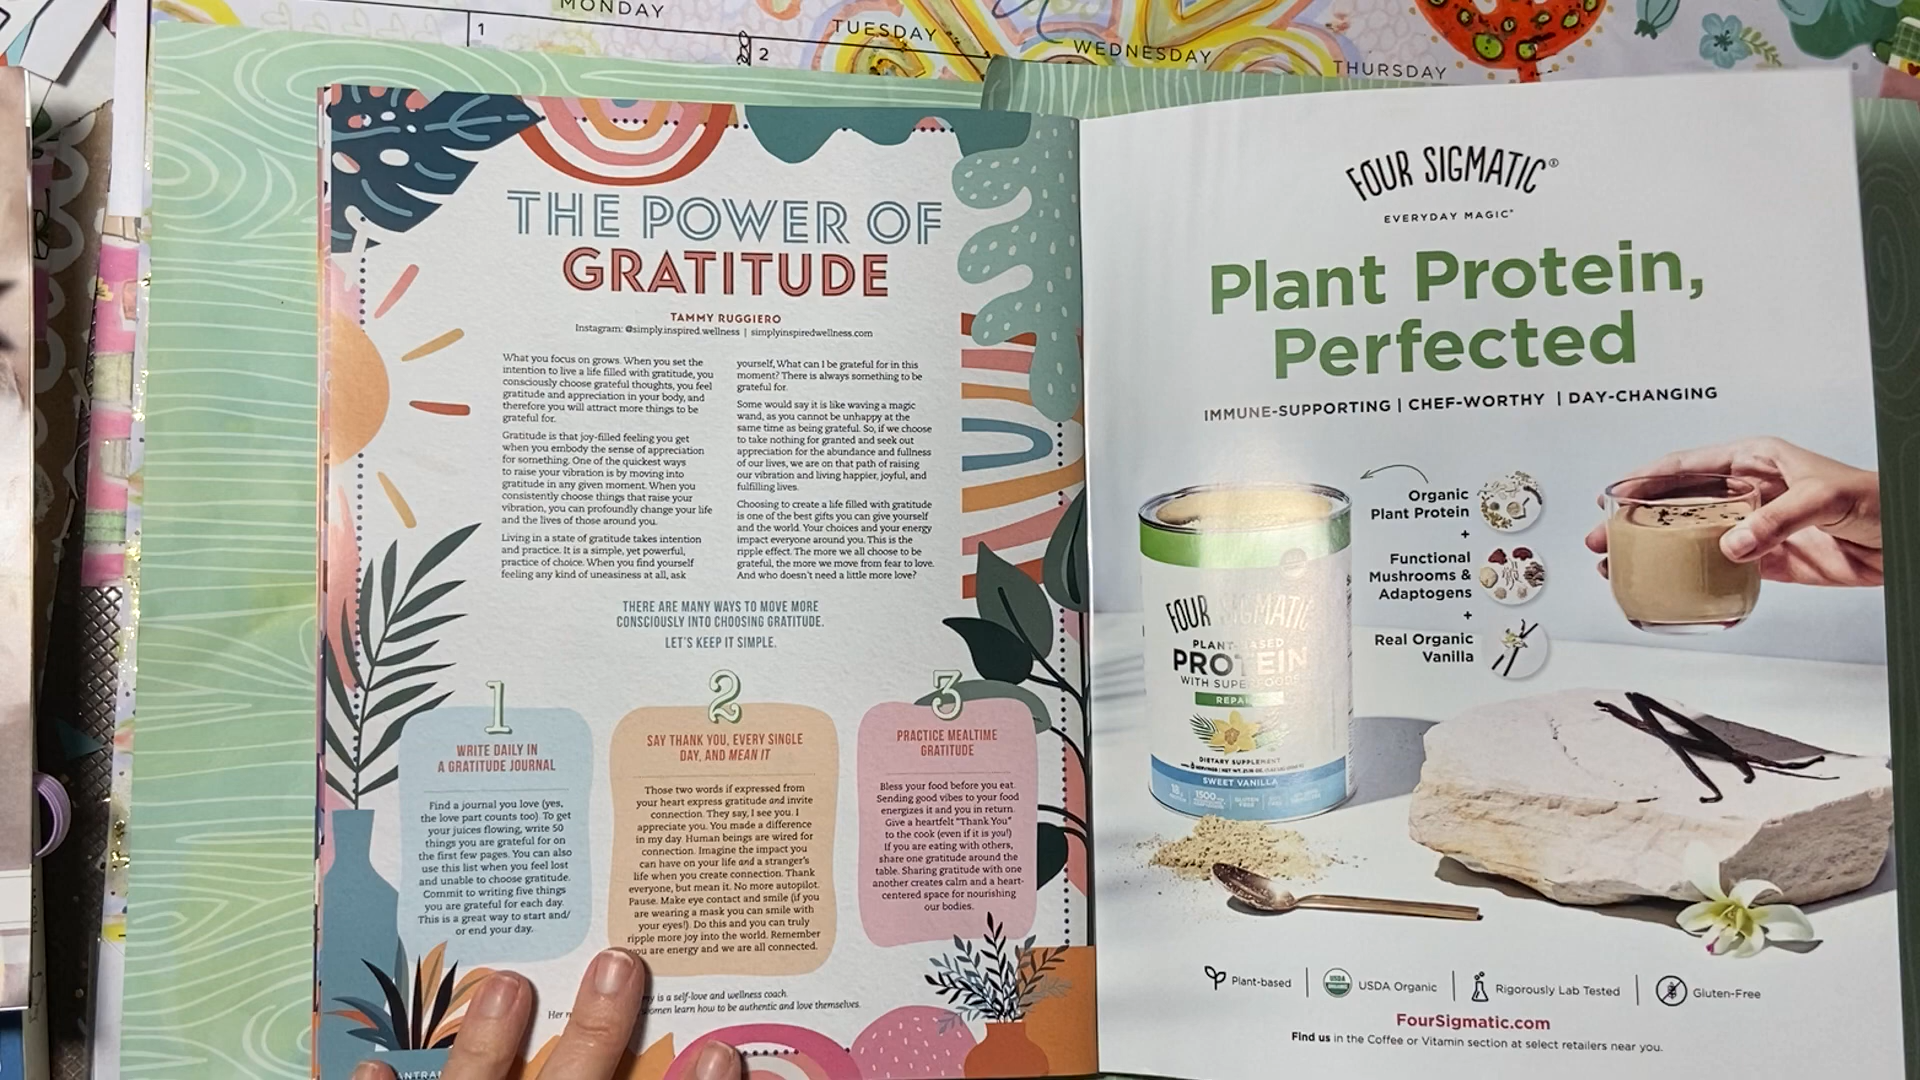 MONDAY
1
TUESDAY
2
WEDNESDAY
THURSDAY
THE POWER OF
GRATITUDE
TAMMY RUGGIERO
Instagram: @simply.inspired.wellness | simplyinspiredwellness.com
What you focus on grows. When you set the
intention to live a life filled with gratitude, you
consciously choose grateful thoughts, you feel
gratitude and appreciation in your body, and
therefore you will attract more things to be
grateful for.
Gratitude is that joy-filled feeling you get
when you embody the sense of appreciation
for something. One of the quickest ways
to raise your vibration is by moving into
gratitude in any given moment. When you
consistently choose things that raise your
vibration, you can profoundly change your life
and the lives of those around you.
Living in a state of gratitude takes intention
and practice. It is a simple, yet powerful,
practice of choice. When you find yourself
feeling any kind of uneasiness at all, ask
yourself, What can I be grateful for in this
moment? There is always something to be
grateful for.
Some would say it is like waving a magic
wand, as you cannot be unhappy at the
same time as being grateful. So, if we choose
to take nothing for granted and seek out
appreciation for the abundance and fullness
of our lives, we are on that path of raising
our vibration and living happier, joyful, and
fulfilling lives.
Choosing to create a life filled with gratitude
is one of the best gifts you can give yourself
and the world. Your choices and your energy
impact everyone around you. This is the
ripple effect. The more we all choose to be
grateful, the more we move from fear to love.
And who doesn't need a little more love?
THERE ARE MANY WAYS TO MOVE MORE
CONSCIOUSLY INTO CHOOSING GRATITUDE.
LET'S KEEP IT SIMPLE.
1
WRITE DAILY IN
A GRATITUDE JOURNAL
Find a journal you love (yes,
the love part counts too). To get
your juices flowing, write 50
things you are grateful for on
the first few pages. You can also
use this list when you feel lost
and unable to choose gratitude.
Commit to writing five things
you are grateful for each day.
This is a great way to start and/
or end your day.
2
SAY THANK YOU, EVERY SINGLE
DAY, AND MEAN IT
Those two words if expressed from
your heart express gratitude and invite
connection. They say, I see you. I
appreciate you. You made a difference
in my day. Human beings are wired for
connection. Imagine the impact you
can have on your life and a stranger's
life when you create connection. Thank
everyone, but mean it. No more autopilot.
Pause. Make eye contact and smile (if you
are wearing a mask you can smile with
your eyes!). Do this and you can truly
ripple more joy into the world. Remember
you are energy and we are all connected.
3
PRACTICE MEALTIME
GRATITUDE
Bless your food before you eat.
Sending good vibes to your food
energizes it and you in return.
Give a heartfelt "Thank You"
to the cook (even if it is you!)
If you are eating with others,
share one gratitude around the
table. Sharing gratitude with one
another creates calm and a heart-
centered space for nourishing
our bodies.
is a self-love and wellness coach.
Her
women learn how to be authentic and love themselves.
FOUR SIGMATIC®
EVERYDAY MAGIC®
Plant Protein,
Perfected
IMMUNE-SUPPORTING | CHEF-WORTHY | DAY-CHANGING
Organic
Plant Protein
+
Functional
Mushrooms &
Adaptogens
+
Real Organic
Vanilla
FOUR SIGMATIC
PLANT-BASED
PROTEIN
WITH SUPERFOODS
REPAIR
DIETARY SUPPLEMENT
SWEET VANILLA
18
1500
GLUTEN
FREE
Plant-based | USDA Organic | Rigorously Lab Tested | Gluten-Free
FourSigmatic.com
Find us in the Coffee or Vitamin section at select retailers near you.